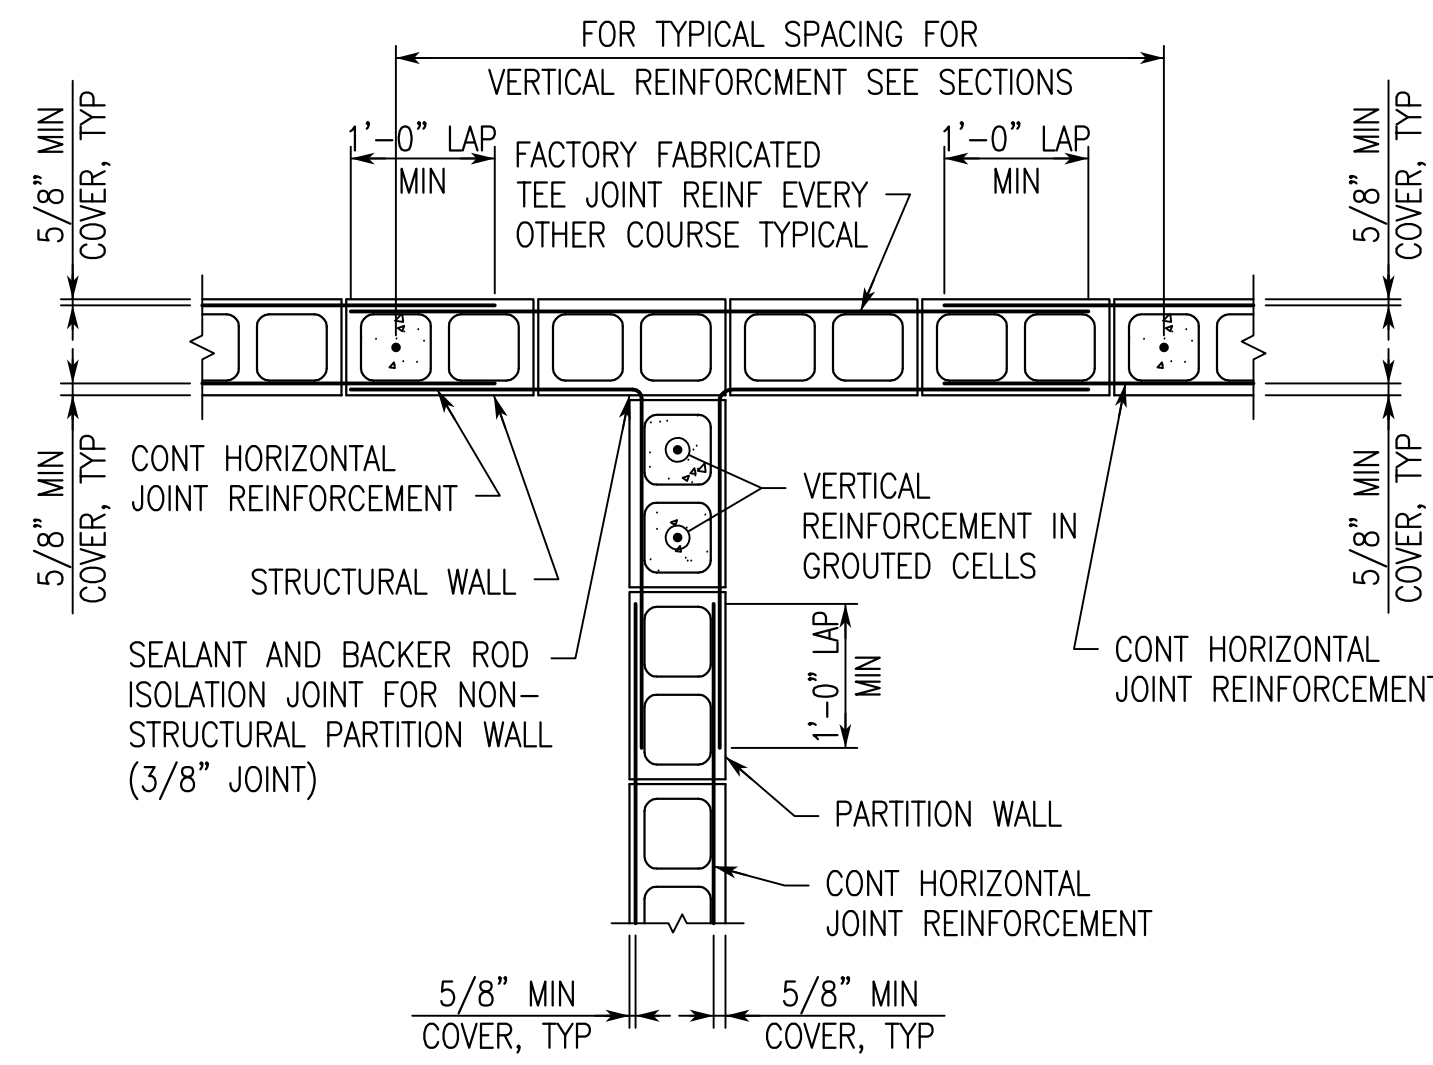 FOR TYPICAL SPACING FOR
VERTICAL REINFORCMENT SEE SECTIONS
5/8" MIN
COVER, TYP
1'-0" LAP
MIN
FACTORY FABRICATED
TEE JOINT REINF EVERY
OTHER COURSE TYPICAL
1'-0" LAP
MIN
5/8" MIN
COVER, TYP
5/8" MIN
COVER, TYP
CONT HORIZONTAL
JOINT REINFORCEMENT
STRUCTURAL WALL
SEALANT AND BACKER ROD
ISOLATION JOINT FOR NON-
STRUCTURAL PARTITION WALL
(3/8" JOINT)
VERTICAL
REINFORCEMENT IN
GROUTED CELLS
1'-0" LAP
MIN
5/8" MIN
COVER, TYP
CONT HORIZONTAL
JOINT REINFORCEMENT
PARTITION WALL
CONT HORIZONTAL
JOINT REINFORCEMENT
5/8" MIN
COVER, TYP
5/8" MIN
COVER, TYP